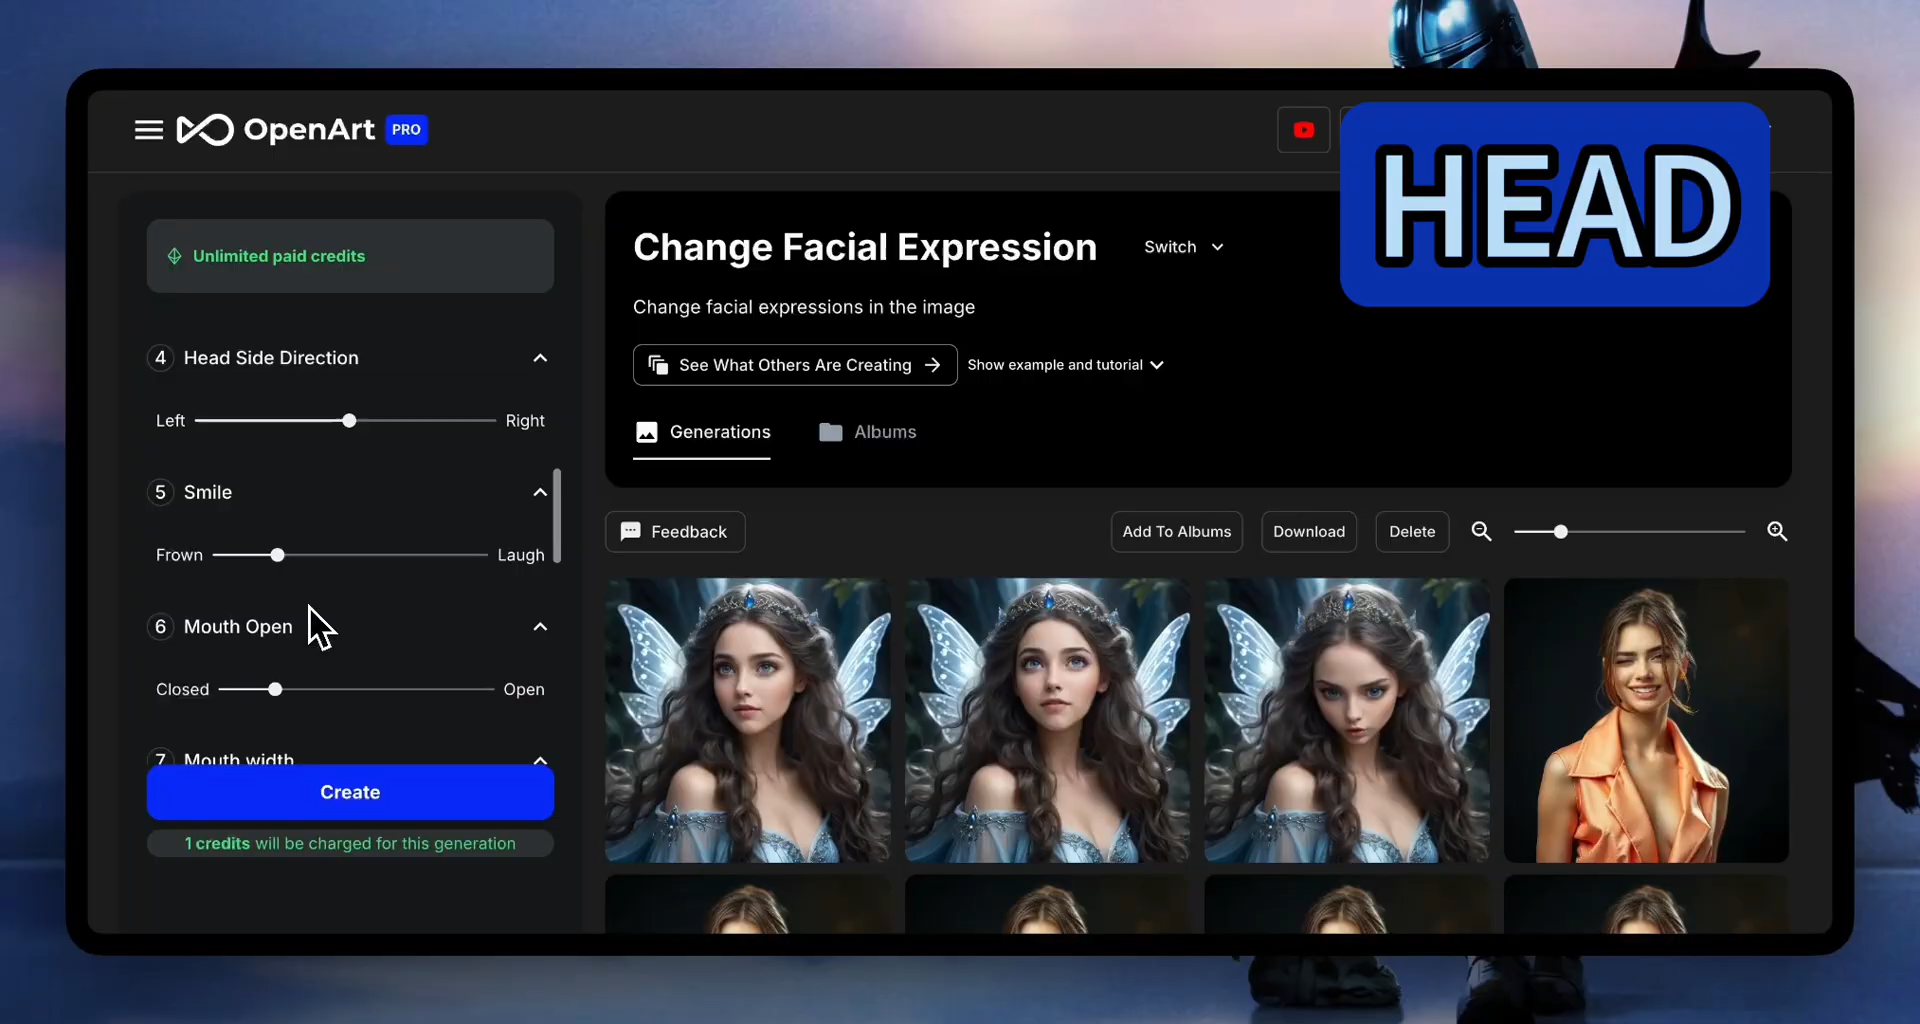 OpenArt PRO
HEAD
Unlimited paid credits
4 Head Side Direction
Left Right
5 Smile
Frown Laugh
6 Mouth Open
Closed Open
7 Mouth width
Create
1 credits will be charged for this generation
Change Facial Expression Switch
Change facial expressions in the image
See What Others Are Creating Show example and tutorial
Generations Albums
Feedback Add To Albums Download Delete